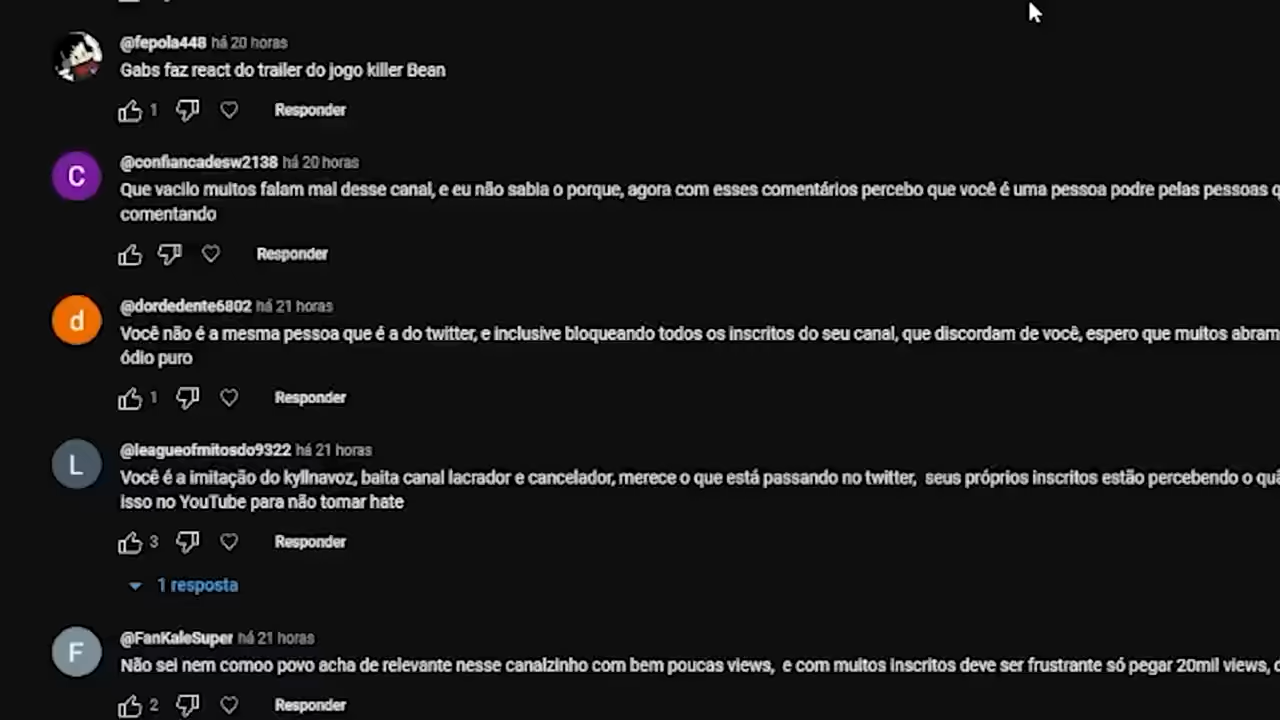 @fepola448 há 20 horas
Gabs faz react do trailer do jogo killer Bean
1 Responder
C
@confiancadesw2138 há 20 horas
Que vacilo muitos falam mal desse canal, e eu não sabia o porque, agora com esses comentários percebo que você é uma pessoa podre pelas pessoas
comentando
Responder
d
@dordedente6802 há 21 horas
Você não é a mesma pessoa que é a do twitter, e inclusive bloqueando todos os inscritos do seu canal, que discordam de você, espero que muitos abram
ódio puro
1 Responder
L
@leagueofmitosdo9322 há 21 horas
Você é a imitação do kyllnavoz, baita canal lacrador e cancelador, merece o que está passando no twitter, seus próprios inscritos estão percebendo o
isso no YouTube para não tomar hate
3 Responder
1 resposta
F
@FanKaleSuper há 21 horas
Não sei nem comoo povo acha de relevante nesse canalzinho com bem poucas views, e com muitos inscritos deve ser frustrante só pegar 20mil views,
2 Responder